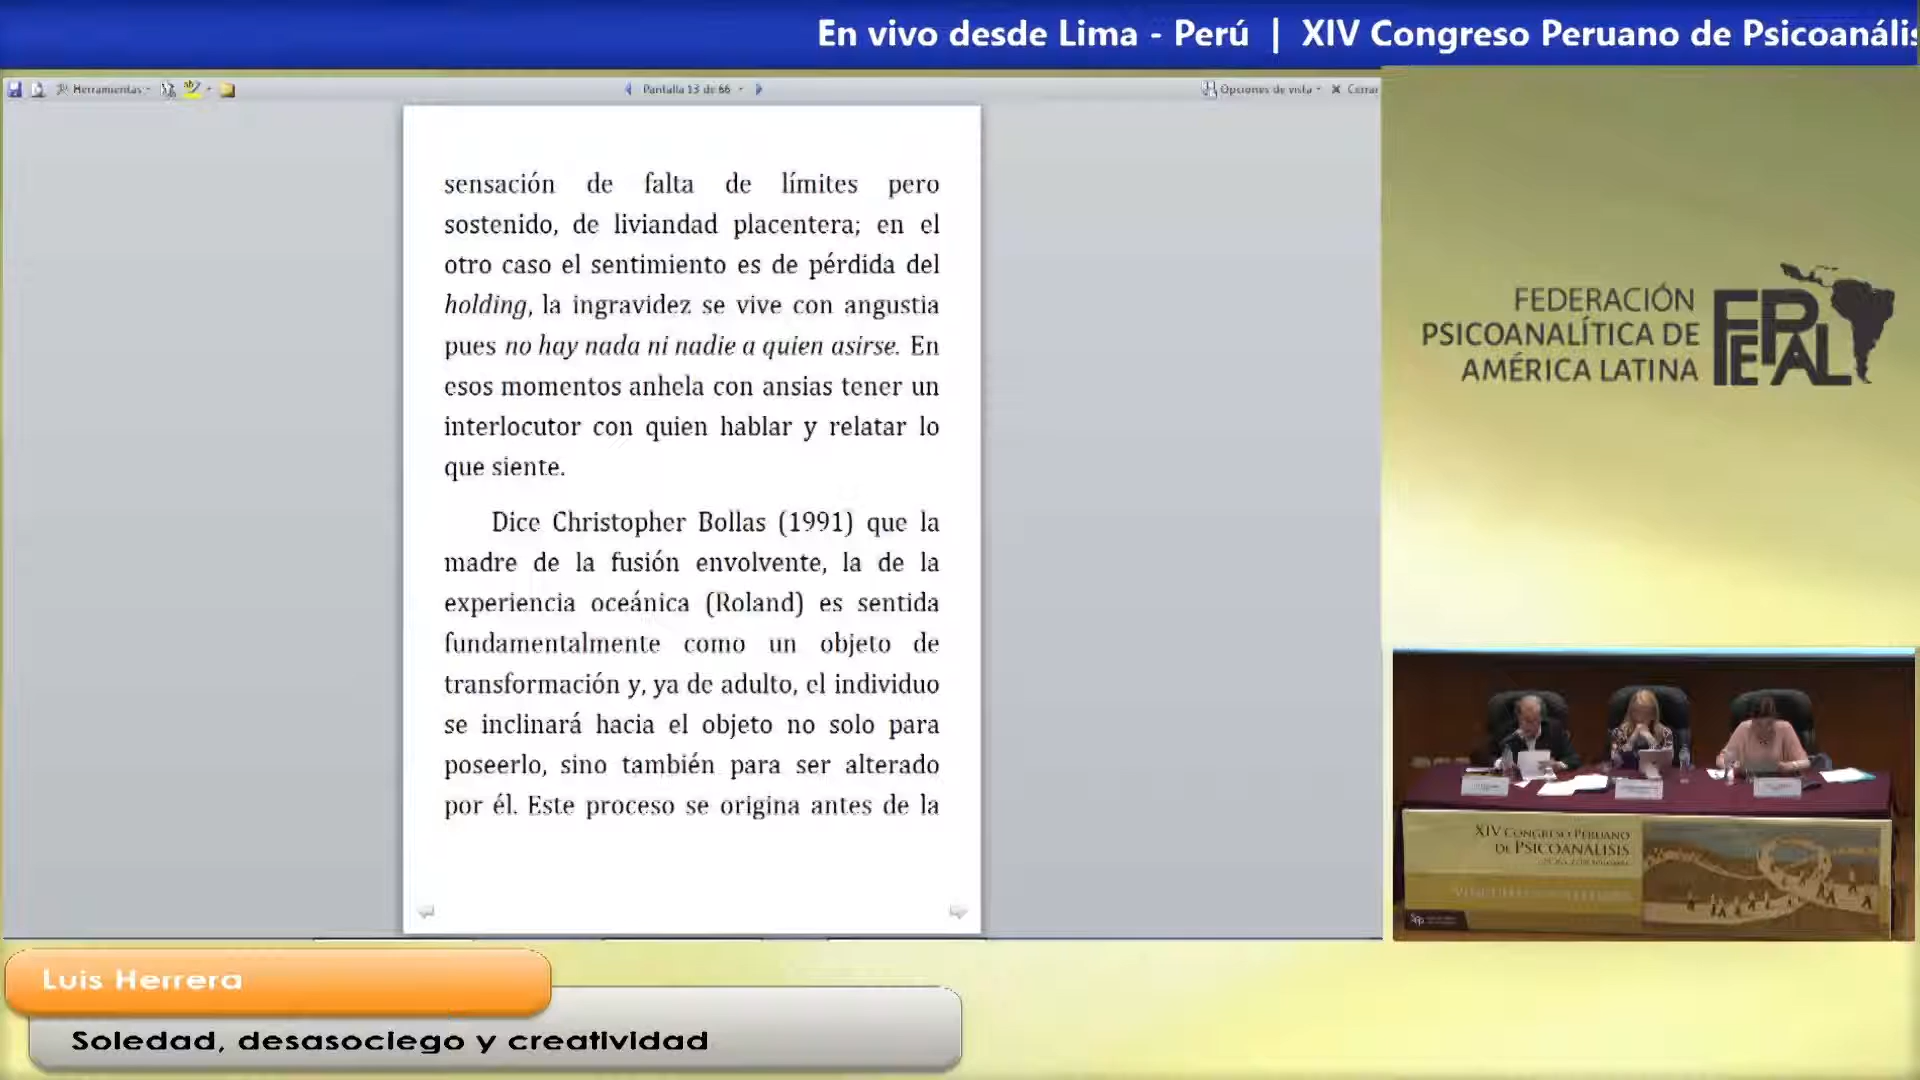 En vivo desde Lima - Perú | XIV Congreso Peruano de Psicoanális
Herramientas
Pantalla 13 de 66
Opciones de vista
Cerrar
sensación de falta de límites pero
sostenido, de liviandad placentera; en el
otro caso el sentimiento es de pérdida del
holding, la ingravidez se vive con angustia
pues no hay nada ni nadie a quien asirse. En
esos momentos anhela con ansias tener un
interlocutor con quien hablar y relatar lo
que siente.
Dice Christopher Bollas (1991) que la
madre de la fusión envolvente, la de la
experiencia oceánica (Roland) es sentida
fundamentalmente como un objeto de
transformación y, ya de adulto, el individuo
se inclinará hacia el objeto no solo para
poseerlo, sino también para ser alterado
por él. Este proceso se origina antes de la
FEDERACIÓN
PSICOANALÍTICA DE
AMÉRICA LATINA
FEPAL
XIV CONGRESO PERUANO
DE PSICOANÁLISIS
Luis Herrera
Soledad, desasociego y creatividad